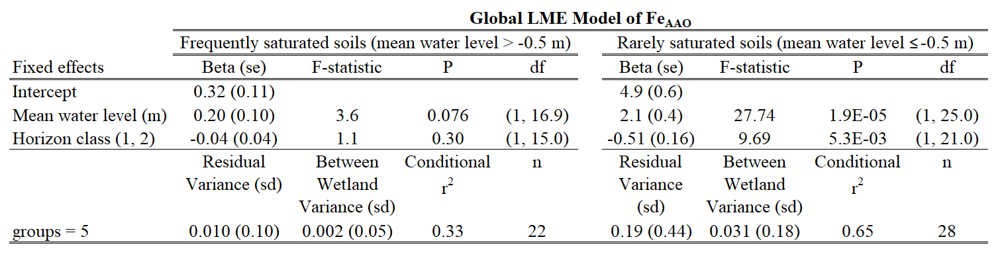 Global LME Model of FeAAO
Frequently saturated soils (mean water level > -0.5 m) Rarely saturated soils (mean water level ≤ -0.5 m)
Fixed effects Beta (se) F-statistic P df Beta (se) F-statistic P df
Intercept 0.32 (0.11) 4.9 (0.6)
Mean water level (m) 0.20 (0.10) 3.6 0.076 (1, 16.9) 2.1 (0.4) 27.74 1.9E-05 (1, 25.0)
Horizon class (1, 2) -0.04 (0.04) 1.1 0.30 (1, 15.0) -0.51 (0.16) 9.69 5.3E-03 (1, 21.0)
Residual Between Conditional n Residual Between Conditional n
Variance (sd) Wetland r2 Variance Wetland r2
Variance (sd) (sd) Variance (sd)
groups = 5 0.010 (0.10) 0.002 (0.05) 0.33 22 0.19 (0.44) 0.031 (0.18) 0.65 28